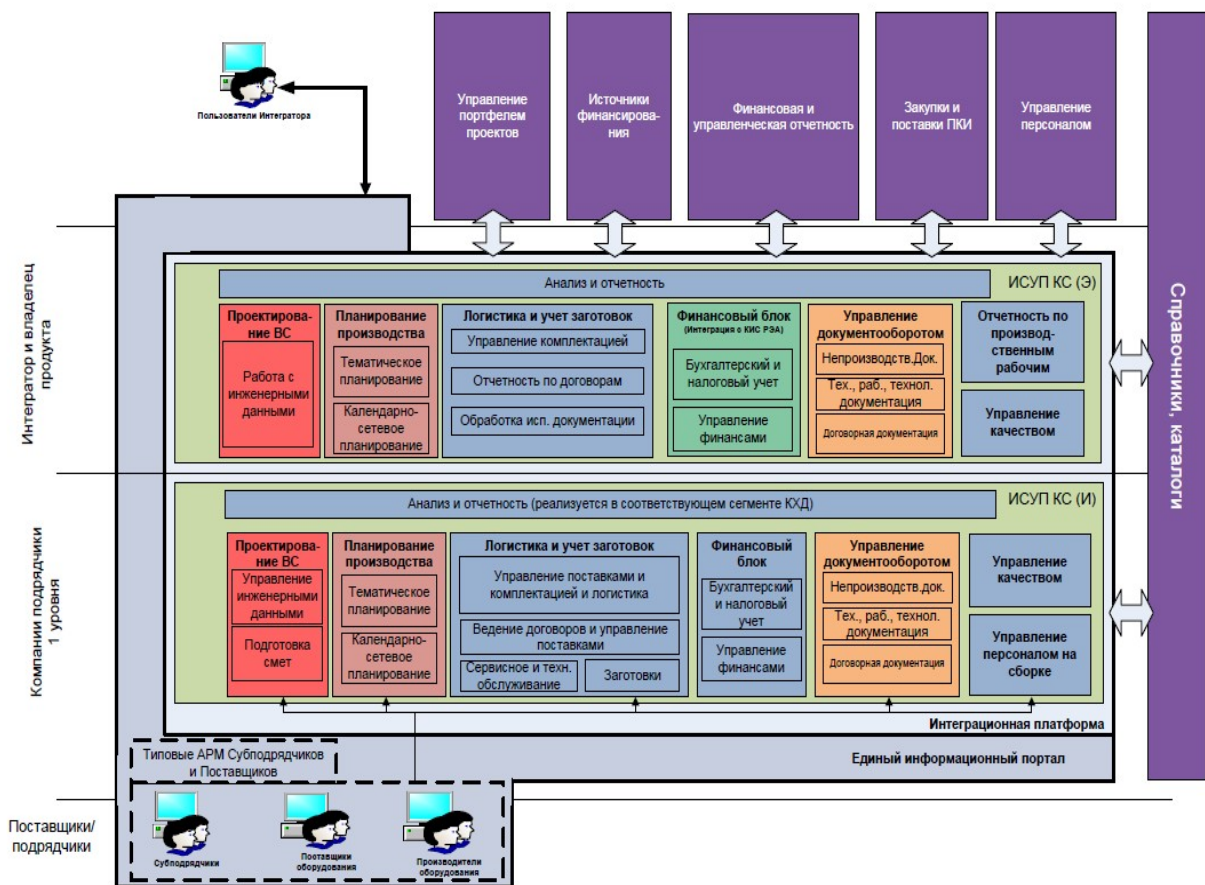 Пользователи Интегратора
Управление
портфелем
проектов
Источники
финансирова-
ния
Финансовая и
управленческая отчетность
Закупки и
поставки ПКИ
Управление
персоналом
Справочники, каталоги
Интегратор и владелец
продукта
Анализ и отчетность
ИСУП КС (Э)
Проектирова-
ние ВС
Работа с
инженерными
данными
Планирование
производства
Тематическое
планирование
Календарно-
сетевое
планирование
Логистика и учет заготовок
Управление комплектацией
Отчетность по договорам
Обработка исп. документации
Финансовый блок
(Интеграция с КИС РЭА)
Бухгалтерский и
налоговый учет
Управление
финансами
Управление
документооборотом
Непроизводств.Док.
Тех., раб., технол.
документация
Договорная документация
Отчетность по
производ-
ственным
рабочим
Управление
качеством
Компании подрядчики
1 уровня
Анализ и отчетность (реализуется в соответствующем сегменте КХД)
ИСУП КС (И)
Проектирова-
ние ВС
Управление
инженерными
данными
Подготовка
смет
Планирование
производства
Тематическое
планирование
Календарно-
сетевое
планирование
Логистика и учет заготовок
Управление поставками и
комплектацией и логистика
Ведение договоров и управление
поставками
Сервисное и техн.
обслуживание
Заготовки
Финансовый
блок
Бухгалтерский
и налоговый
учет
Управление
финансами
Управление
документооборотом
Непроизводств.док.
Тех., раб., технол.
документация
Договорная документация
Управление
качеством
Управление
персоналом на
сборке
Интеграционная платформа
Единый информационный портал
Типовые АРМ Субподрядчиков
и Поставщиков
Поставщики/
подрядчики
Субподрядчики
Поставщики
оборудования
Производители
оборудования